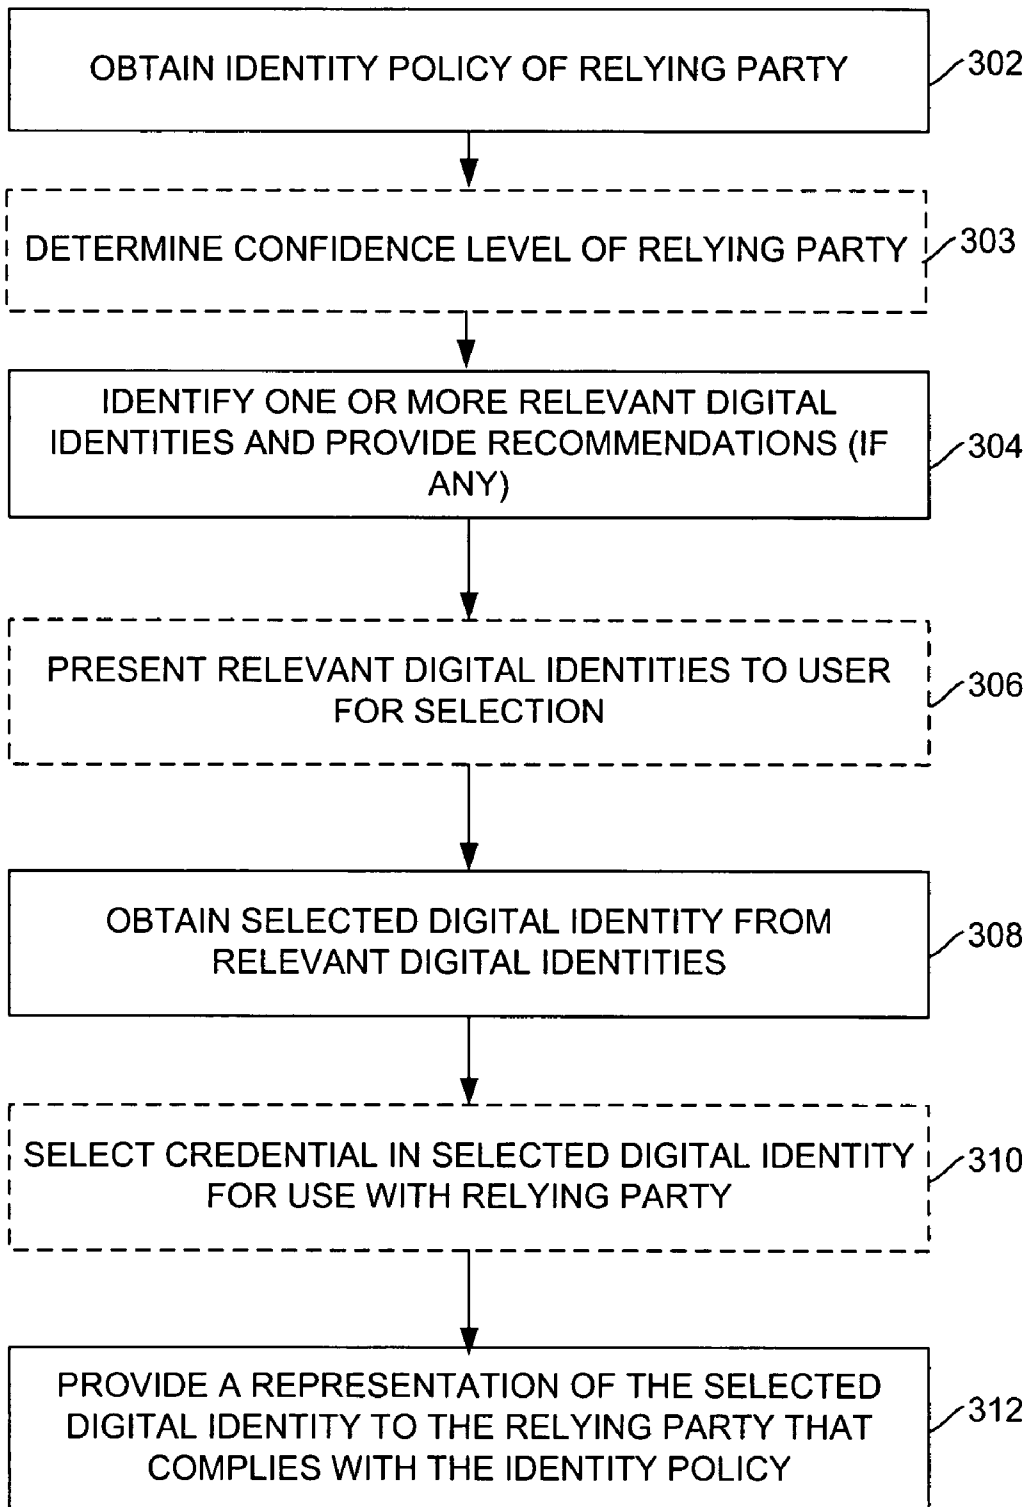 OBTAIN IDENTITY POLICY OF RELYING PARTY
302
DETERMINE CONFIDENCE LEVEL OF RELYING PARTY
303
IDENTIFY ONE OR MORE RELEVANT DIGITAL
IDENTITIES AND PROVIDE RECOMMENDATIONS (IF
ANY)
304
PRESENT RELEVANT DIGITAL IDENTITIES TO USER
FOR SELECTION
306
OBTAIN SELECTED DIGITAL IDENTITY FROM
RELEVANT DIGITAL IDENTITIES
308
SELECT CREDENTIAL IN SELECTED DIGITAL IDENTITY
FOR USE WITH RELYING PARTY
310
PROVIDE A REPRESENTATION OF THE SELECTED
DIGITAL IDENTITY TO THE RELYING PARTY THAT
COMPLIES WITH THE IDENTITY POLICY
312